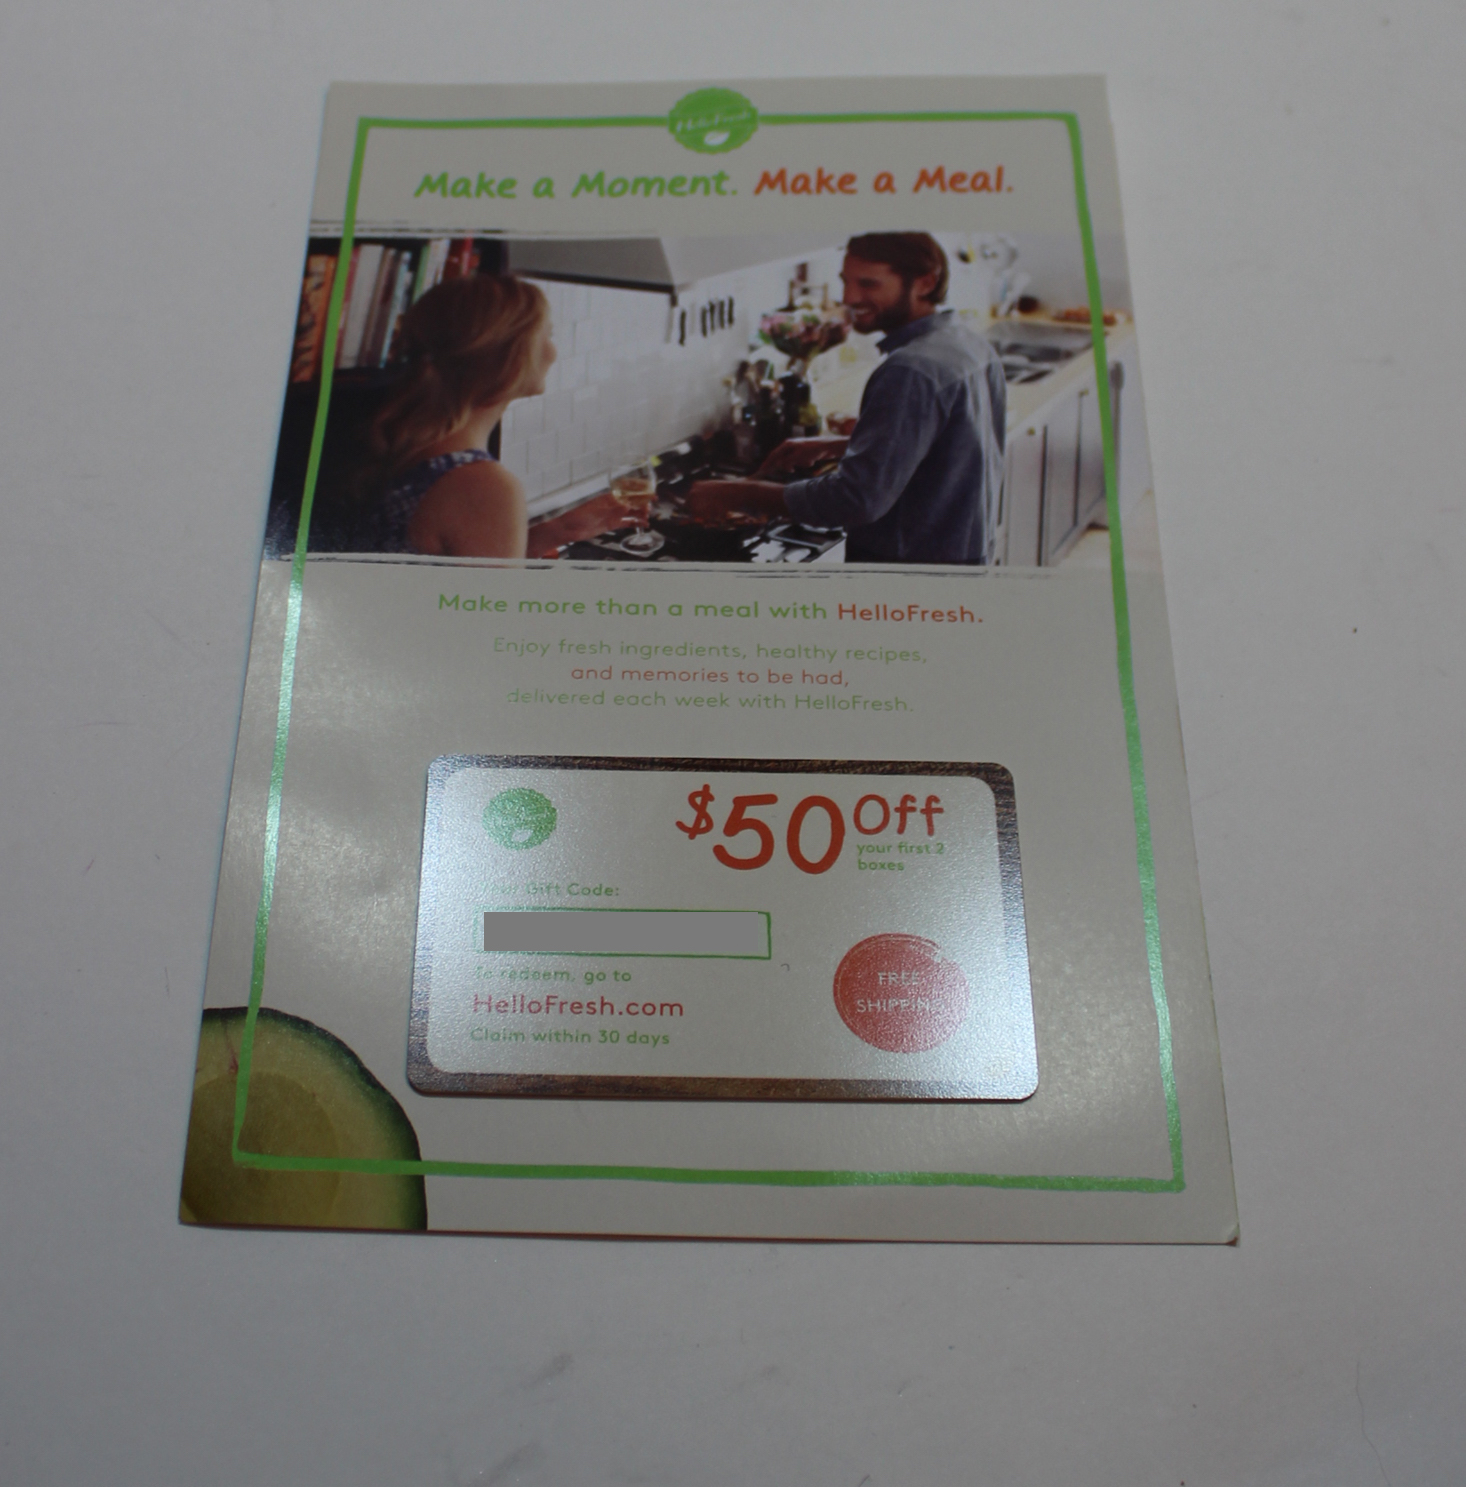 HelloFresh
Make a Moment. Make a Meal.
Make more than a meal with HelloFresh.
Enjoy fresh ingredients, healthy recipes,
and memories to be had,
delivered each week with HelloFresh.
$50 Off
your first 2
boxes
Gift Code:
To redeem, go to
HelloFresh.com
Claim within 30 days
FREE
SHIPPING